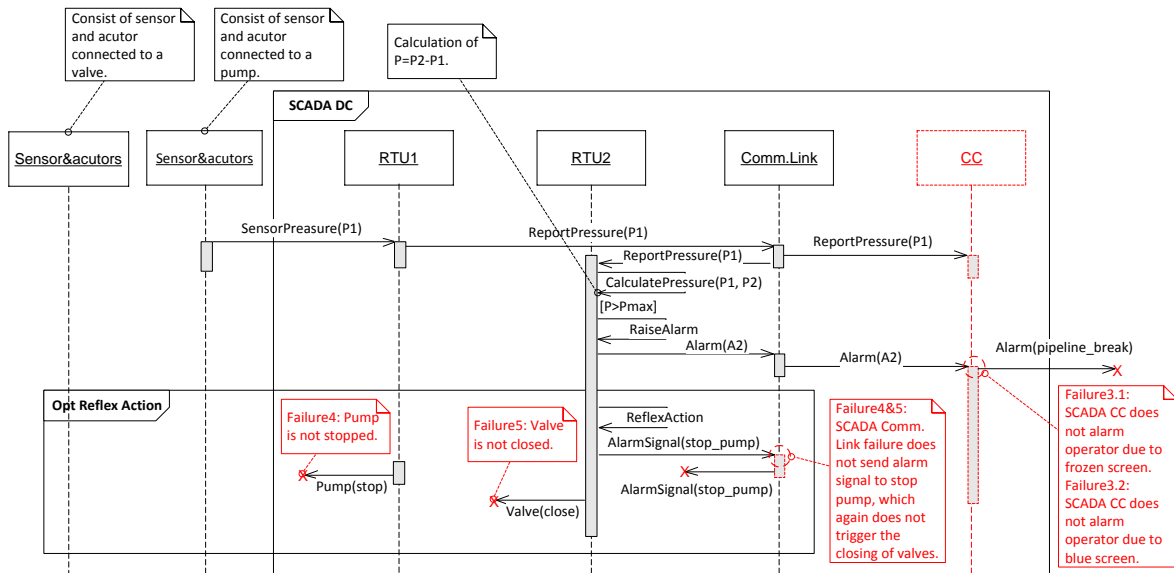 Consist of sensor
and acutor
connected to a
valve.
Consist of sensor
and acutor
connected to a
pump.
Calculation of
P=P2-P1.
SCADA DC
Sensor&acutors
Sensor&acutors
RTU1
RTU2
Comm.Link
CC
SensorPreasure(P1)
ReportPressure(P1)
ReportPressure(P1)
ReportPressure(P1)
CalculatePressure(P1, P2)
[P>Pmax]
RaiseAlarm
Alarm(A2)
Alarm(A2)
Alarm(pipeline_break)
X
Opt Reflex Action
Failure4: Pump
is not stopped.
Failure5: Valve
is not closed.
ReflexAction
AlarmSignal(stop_pump)
X
Pump(stop)
X
AlarmSignal(stop_pump)
X
Valve(close)
Failure4&5:
SCADA Comm.
Link failure does
not send alarm
signal to stop
pump, which
again does not
trigger the
closing of valves.
Failure3.1:
SCADA CC does
not alarm
operator due to
frozen screen.
Failure3.2:
SCADA CC does
not alarm
operator due to
blue screen.